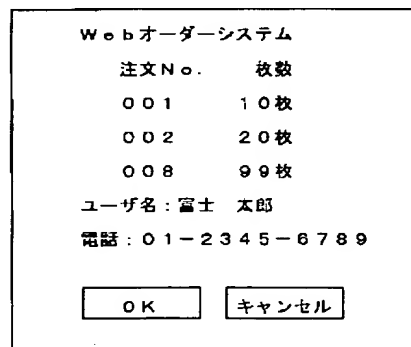 Webオーダーシステム
注文No. 枚数
001 10枚
002 20枚
008 99枚
ユーザ名：富士 太郎
電話：01－2345－6789
OK キャンセル